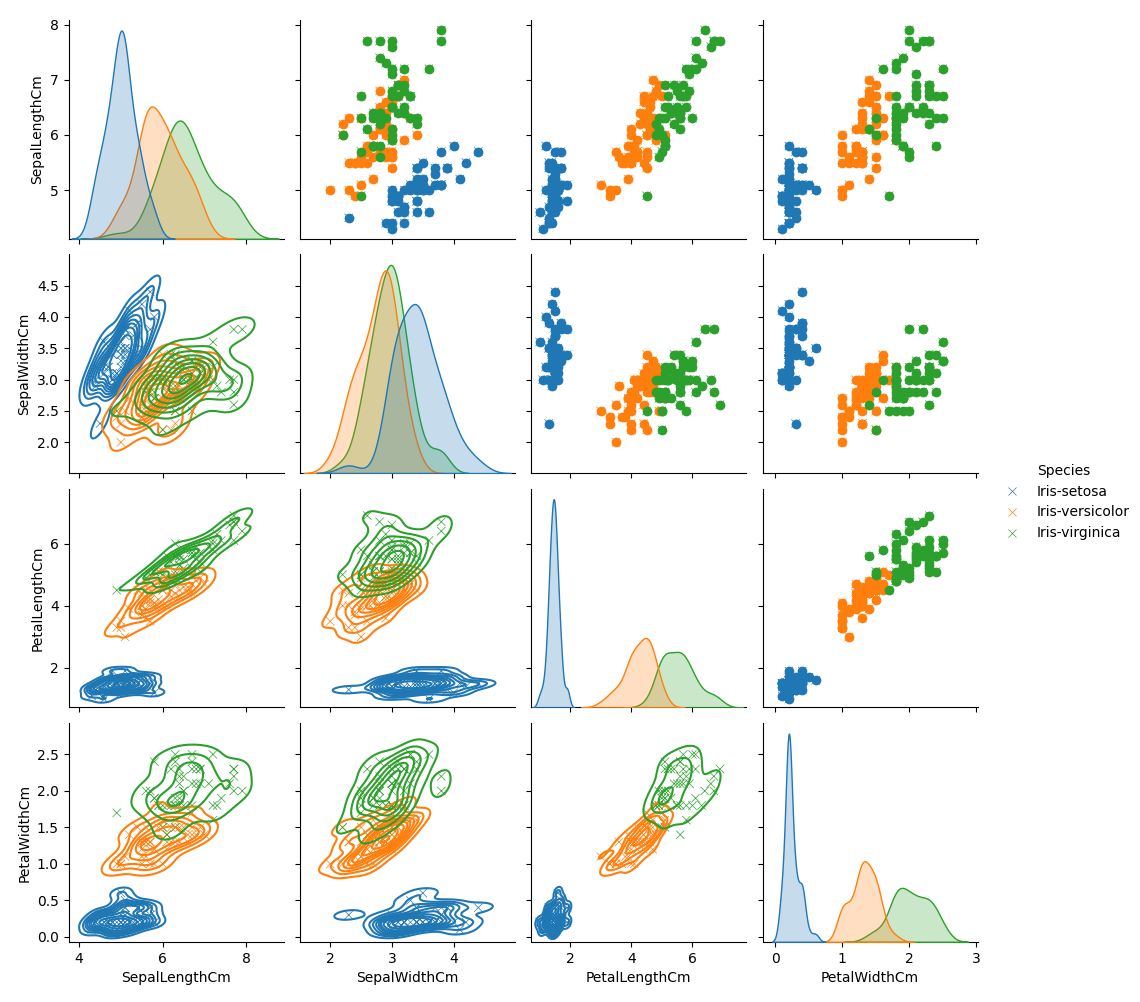 8
7
6
5
SepalLengthCm
4.5
4.0
3.5
3.0
2.5
2.0
SepalWidthCm
Species
Iris-setosa
Iris-versicolor
Iris-virginica
6
4
2
PetalLengthCm
2.5
2.0
1.5
1.0
0.5
0.0
PetalWidthCm
4 6 8
2 3 4
2 4 6
0 1 2 3
SepalLengthCm
SepalWidthCm
PetalLengthCm
PetalWidthCm